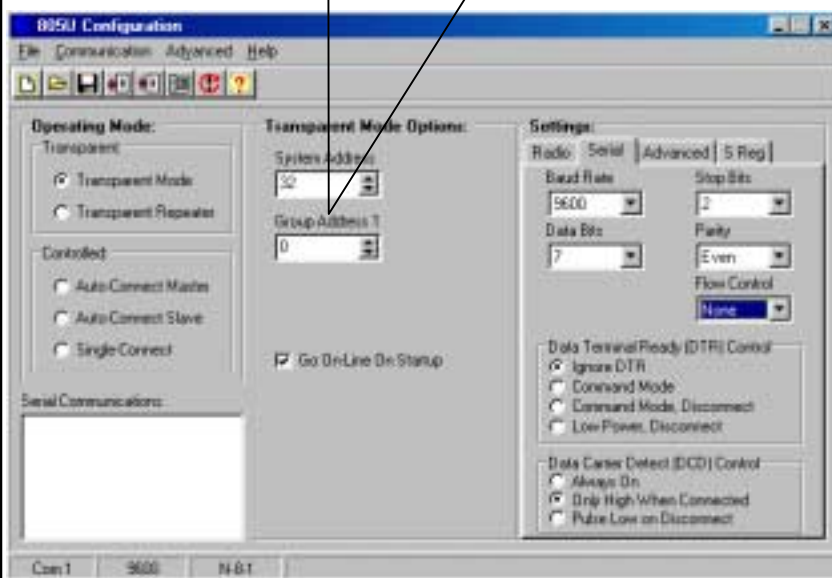 805U Configuration
File Communication Advanced Help
Operating Mode:
Transparent
Transparent Mode
Transparent Repeater
Controlled
Auto-Connect Master
Auto-Connect Slave
Single-Connect
Serial Communications
Transparent Mode Options:
System Address
32
Group Address 1
0
Go On-Line On Startup
Settings:
Radio Serial Advanced S Reg
Baud Rate Stop Bits
9600 2
Data Bits Parity
7 Even
Flow Control
None
Data Terminal Ready (DTR) Control
Ignore DTR
Command Mode
Command Mode, Disconnect
Low Power, Disconnect
Data Carrier Detect (DCD) Control
Always On
Only High When Connected
Pulse Low on Disconnect
Com 1 9600 N-8-1